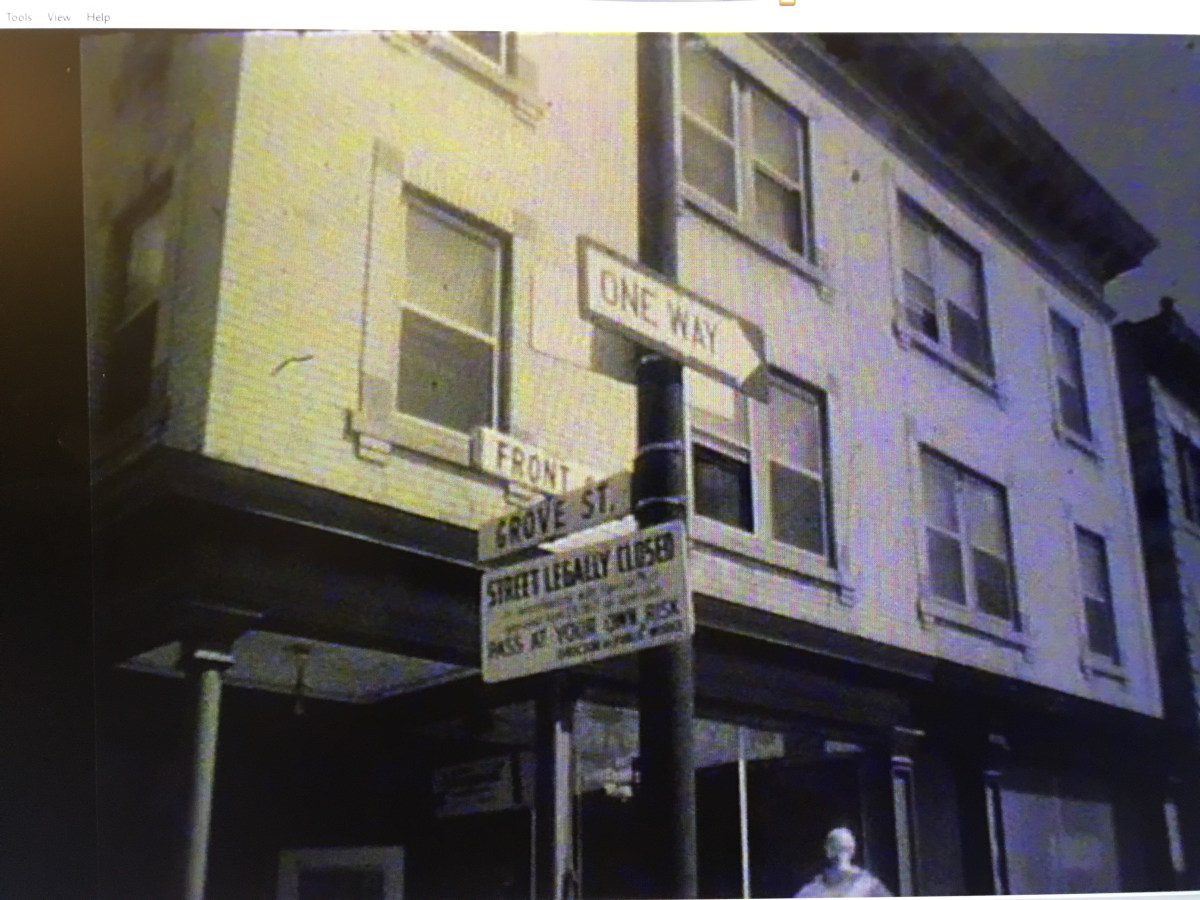 Tools View Help
ONE WAY
FRONT
GROVE ST.
STREET LEGALLY CLOSED
PASS AT YOUR OWN RISK